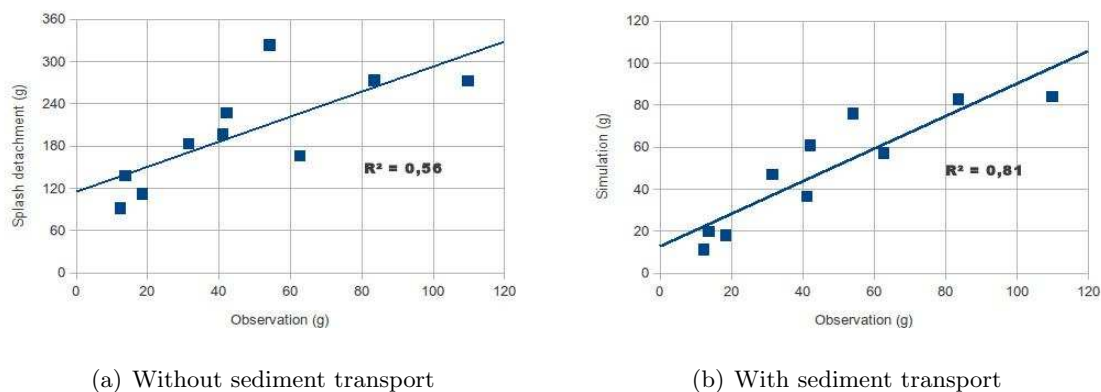 360
300
240
180
120
60
0
Splash detachment (g)
R² = 0,56
0 20 40 60 80 100 120
Observation (g)
(a) Without sediment transport
120
100
80
60
40
20
0
Simulation (g)
R² = 0,81
0 20 40 60 80 100 120
Observation (g)
(b) With sediment transport